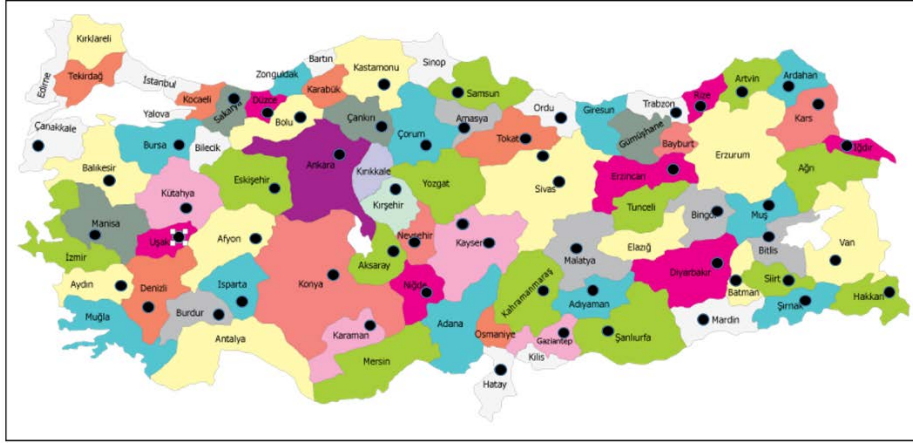 Kırklareli
Edirne
Tekirdağ
İstanbul
Kocaeli
Yalova
Sakarya
Düzce
Zonguldak
Bartın
Karabük
Kastamonu
Sinop
Samsun
Bolu
Çankırı
Çorum
Amasya
Tokat
Ordu
Giresun
Trabzon
Rize
Artvin
Ardahan
Kars
Gümüşhane
Bayburt
Erzurum
Iğdır
Ağrı
Çanakkale
Balıkesir
Bursa
Bilecik
Kütahya
Eskişehir
Ankara
Kırıkkale
Kırşehir
Yozgat
Sivas
Erzincan
Tunceli
Bingöl
Muş
Bitlis
Van
Manisa
İzmir
Uşak
Afyon
Aksaray
Nevşehir
Kayseri
Malatya
Elazığ
Diyarbakır
Batman
Siirt
Şırnak
Hakkari
Aydın
Denizli
Isparta
Burdur
Muğla
Antalya
Konya
Karaman
Niğde
Mersin
Adana
Kahramanmaraş
Osmaniye
Gaziantep
Kilis
Hatay
Adıyaman
Şanlıurfa
Mardin